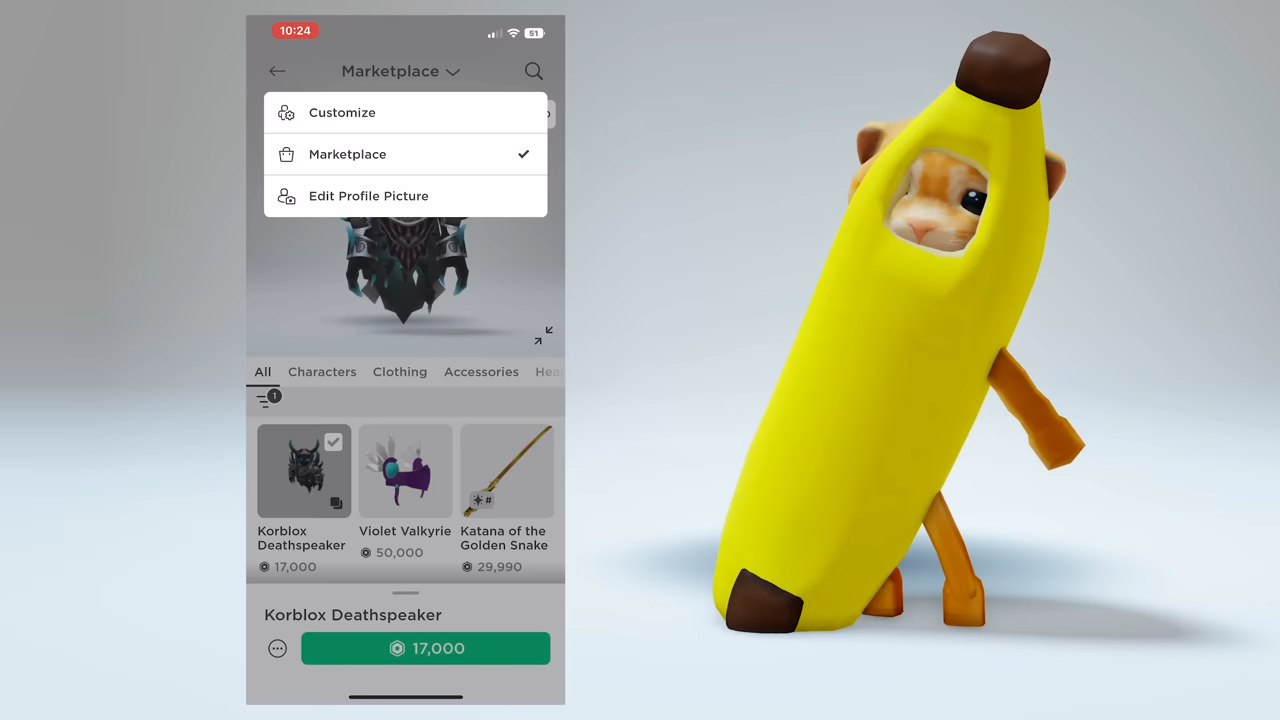 10:24
51
Marketplace
Customize
Marketplace
Edit Profile Picture
All Characters Clothing Accessories Hea
1
#
Korblox Violet Valkyrie Katana of the
Deathspeaker 50,000 Golden Snake
17,000 29,990
Korblox Deathspeaker
17,000